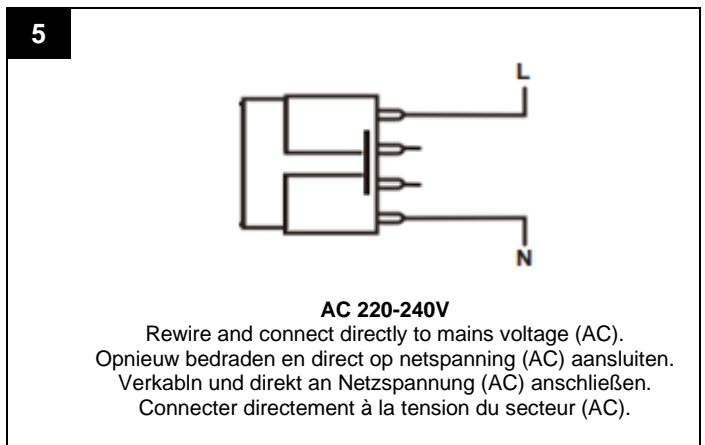 5
L
N
AC 220-240V
Rewire and connect directly to mains voltage (AC).
Opnieuw bedraden en direct op netspanning (AC) aansluiten.
Verkabln und direkt an Netzspannung (AC) anschließen.
Connecter directement à la tension du secteur (AC).